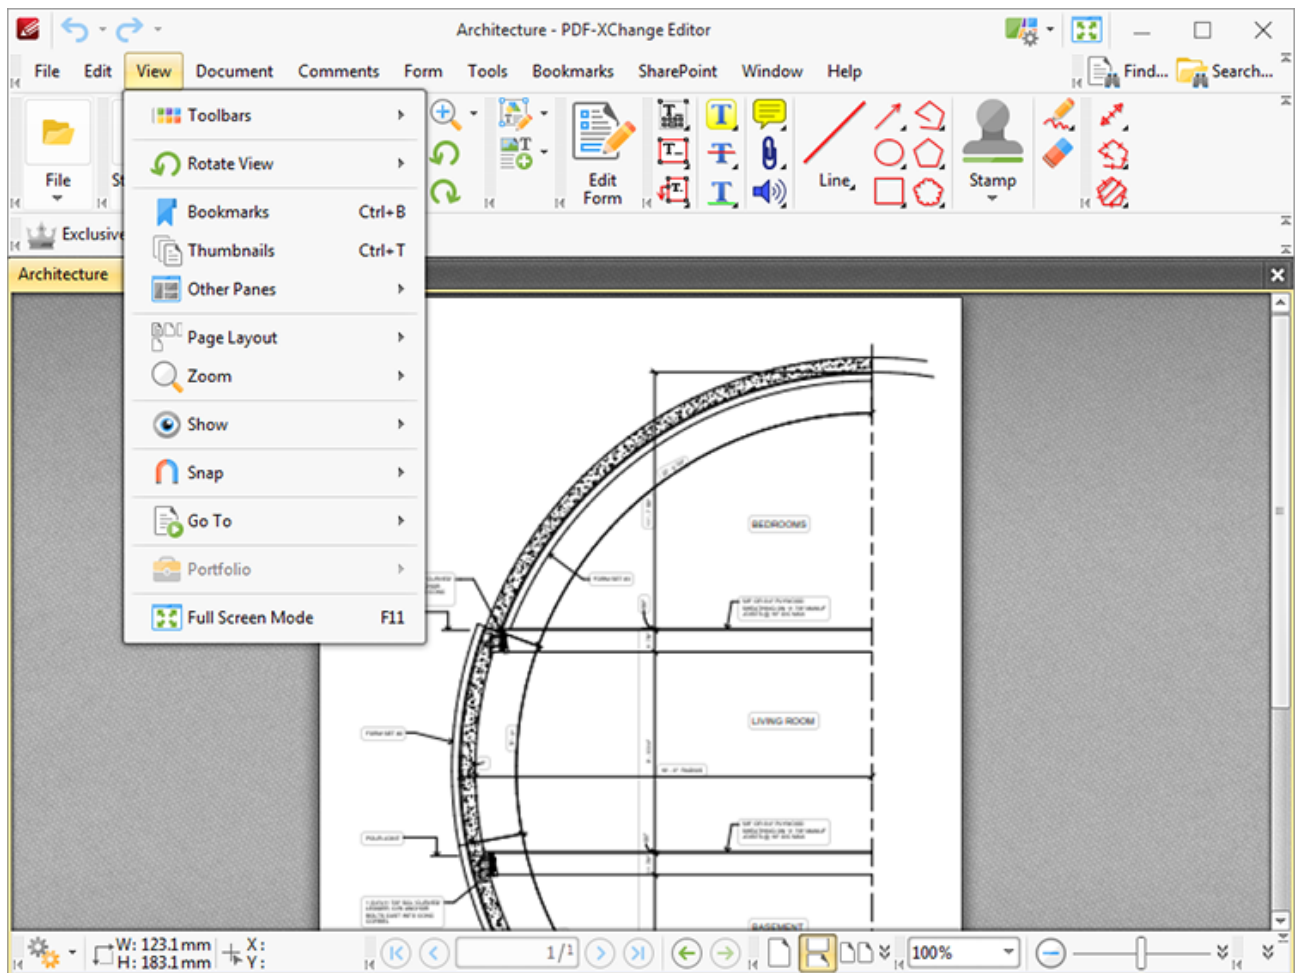 Architecture - PDF-XChange Editor
File Edit View Document Comments Form Tools Bookmarks SharePoint Window Help Find... Search...
Toolbars
Rotate View
Bookmarks Ctrl+B
Thumbnails Ctrl+T
Other Panes
Page Layout
Zoom
Show
Snap
Go To
Portfolio
Full Screen Mode F11
File
Edit
Form
Line
Stamp
Exclusive
Architecture
BEDROOMS
LIVING ROOM
BASEMENT
W: 123.1 mm
H: 183.1 mm
X:
Y:
1/1
100%